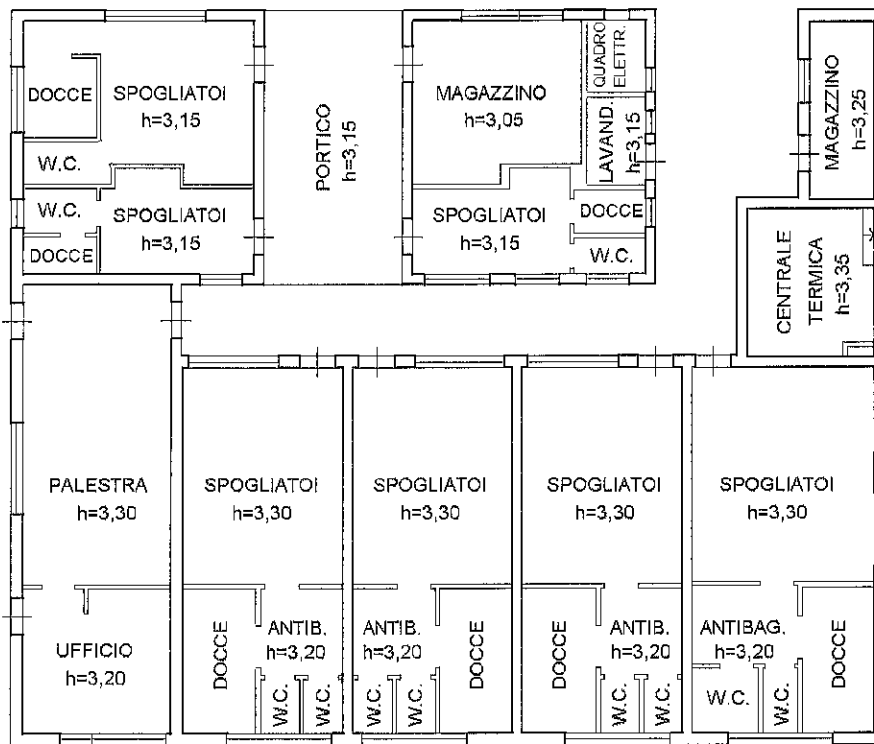 DOCCE
SPOGLIATOI
h=3,15
W.C.
W.C.
SPOGLIATOI
h=3,15
DOCCE
PORTICO
h=3,15
MAGAZZINO
h=3,05
QUADRO
ELETTR.
LAVAND.
h=3,15
SPOGLIATOI
h=3,15
DOCCE
W.C.
MAGAZZINO
h=3,25
CENTRALE
TERMICA
h=3,35
PALESTRA
h=3,30
SPOGLIATOI
h=3,30
SPOGLIATOI
h=3,30
SPOGLIATOI
h=3,30
SPOGLIATOI
h=3,30
UFFICIO
h=3,20
DOCCE
ANTIB.
h=3,20
W.C.
W.C.
ANTIB.
h=3,20
W.C.
W.C.
DOCCE
DOCCE
ANTIB.
h=3,20
W.C.
W.C.
ANTIBAG.
h=3,20
W.C.
W.C.
DOCCE